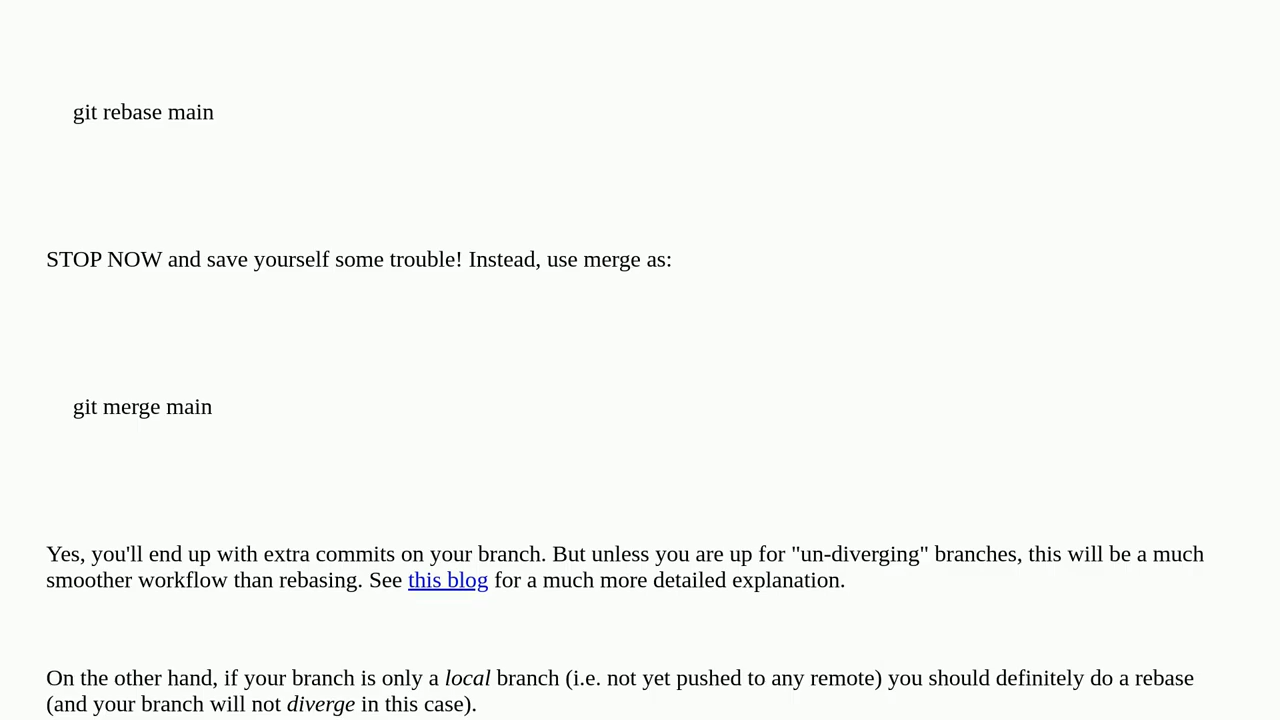 git rebase main
STOP NOW and save yourself some trouble! Instead, use merge as:
git merge main
Yes, you'll end up with extra commits on your branch. But unless you are up for "un-diverging" branches, this will be a much
smoother workflow than rebasing. See this blog for a much more detailed explanation.
On the other hand, if your branch is only a local branch (i.e. not yet pushed to any remote) you should definitely do a rebase
(and your branch will not diverge in this case).